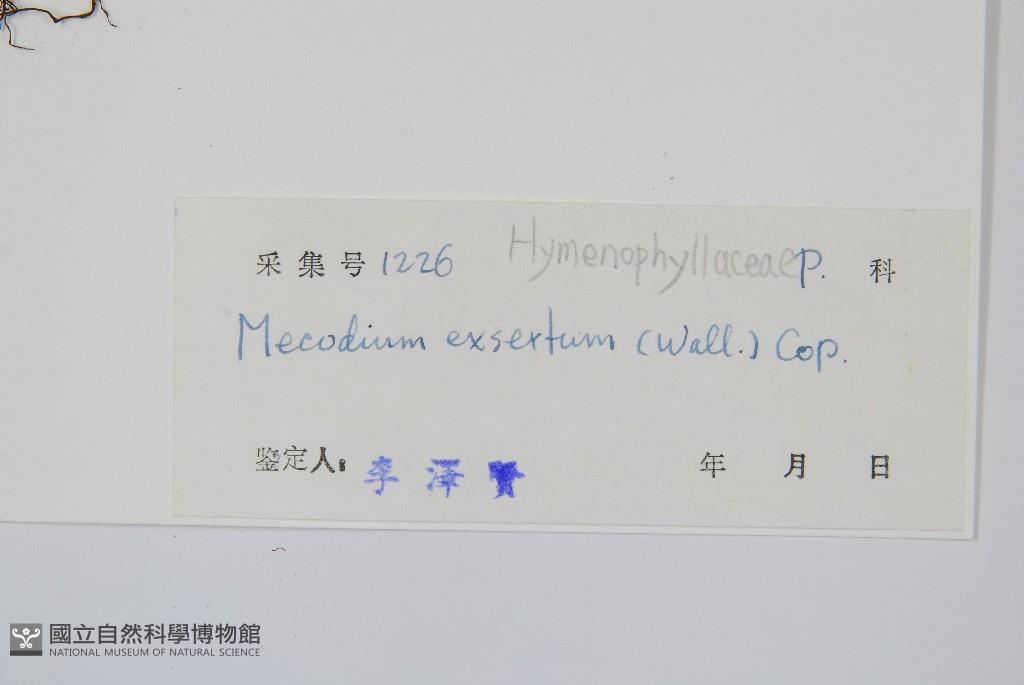 采集号 1226 Hymenophyllaceae P. 科
Mecodium exsertum (Wall.) Cop.
鉴定人: 李澤賢 年 月 日
國立自然科學博物館
NATIONAL MUSEUM OF NATURAL SCIENCE